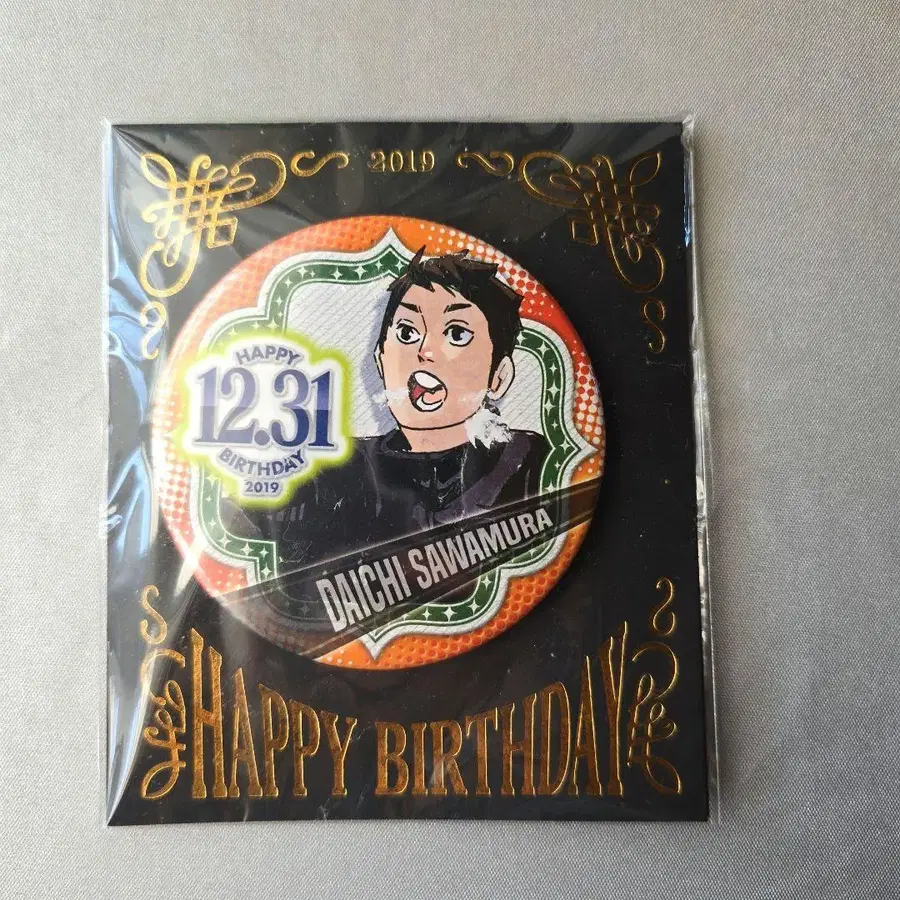 2019
HAPPY
12.31
BIRTHDAY
2019
DAICHI SAWAMURA
HAPPY BIRTHDAY